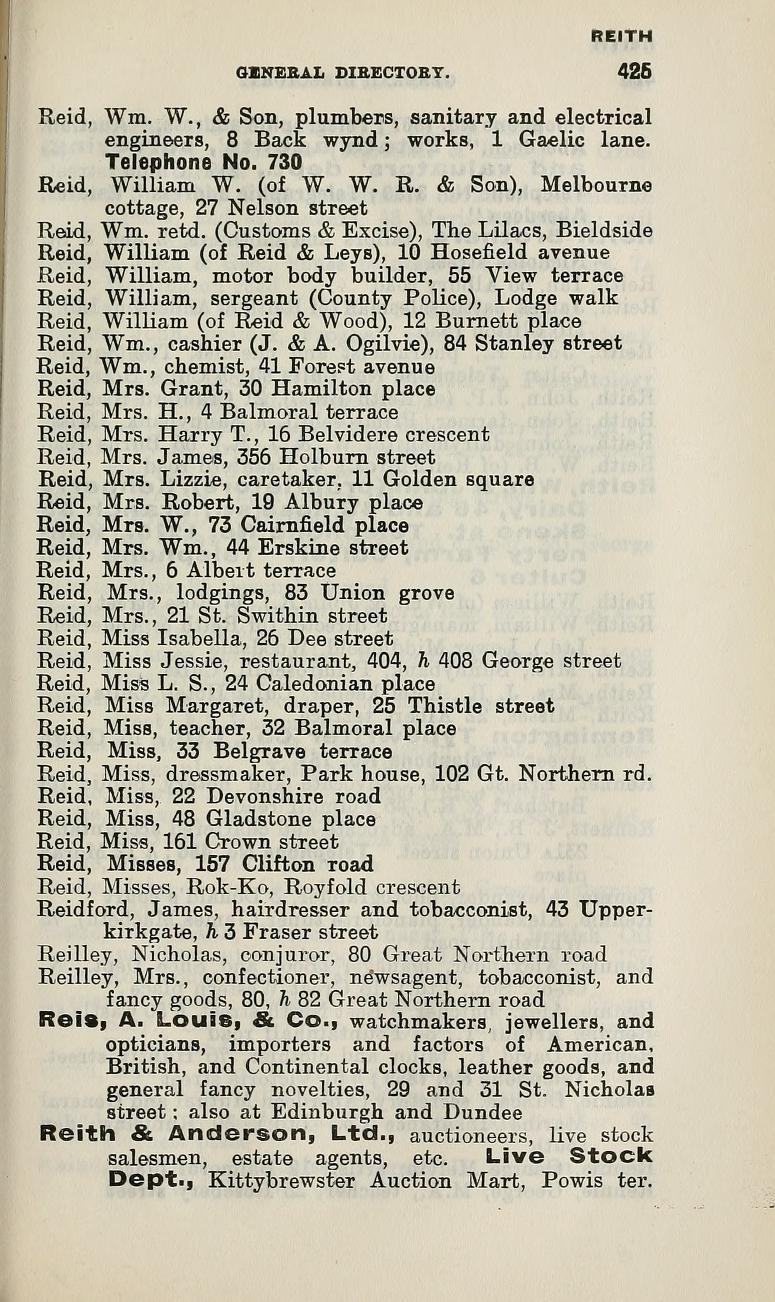 REITH
GENERAL DIRECTORY. 425
Reid, Wm. W., & Son, plumbers, sanitary and electrical
engineers, 8 Back wynd; works, 1 Gaelic lane.
Telephone No. 730
Reid, William W. (of W. W. R. & Son), Melbourne
cottage, 27 Nelson street
Reid, Wm. retd. (Customs & Excise), The Lilacs, Bieldside
Reid, William (of Reid & Leys), 10 Hosefield avenue
Reid, William, motor body builder, 55 View terrace
Reid, William, sergeant (County Police), Lodge walk
Reid, William (of Reid & Wood), 12 Burnett place
Reid, Wm., cashier (J. & A. Ogilvie), 84 Stanley street
Reid, Wm., chemist, 41 Forest avenue
Reid, Mrs. Grant, 30 Hamilton place
Reid, Mrs. H., 4 Balmoral terrace
Reid, Mrs. Harry T., 16 Belvidere crescent
Reid, Mrs. James, 356 Holburn street
Reid, Mrs. Lizzie, caretaker, 11 Golden square
Reid, Mrs. Robert, 19 Albury place
Reid, Mrs. W., 73 Cairnfield place
Reid, Mrs. Wm., 44 Erskine street
Reid, Mrs., 6 Albert terrace
Reid, Mrs., lodgings, 83 Union grove
Reid, Mrs., 21 St. Swithin street
Reid, Miss Isabella, 26 Dee street
Reid, Miss Jessie, restaurant, 404, h 408 George street
Reid, Miss L. S., 24 Caledonian place
Reid, Miss Margaret, draper, 25 Thistle street
Reid, Miss, teacher, 32 Balmoral place
Reid, Miss, 33 Belgrave terrace
Reid, Miss, dressmaker, Park house, 102 Gt. Northern rd.
Reid, Miss, 22 Devonshire road
Reid, Miss, 48 Gladstone place
Reid, Miss, 161 Crown street
Reid, Misses, 157 Clifton road
Reid, Misses, Rok-Ko, Royfold crescent
Reidford, James, hairdresser and tobacconist, 43 Upper-
kirkgate, h 3 Fraser street
Reilley, Nicholas, conjuror, 80 Great Northern road
Reilley, Mrs., confectioner, newsagent, tobacconist, and
fancy goods, 80, h 82 Great Northern road
Reis, A. Louis, & Co., watchmakers, jewellers, and
opticians, importers and factors of American,
British, and Continental clocks, leather goods, and
general fancy novelties, 29 and 31 St. Nicholas
street; also at Edinburgh and Dundee
Reith & Anderson, Ltd., auctioneers, live stock
salesmen, estate agents, etc. Live Stock
Dept., Kittybrewster Auction Mart, Powis ter.